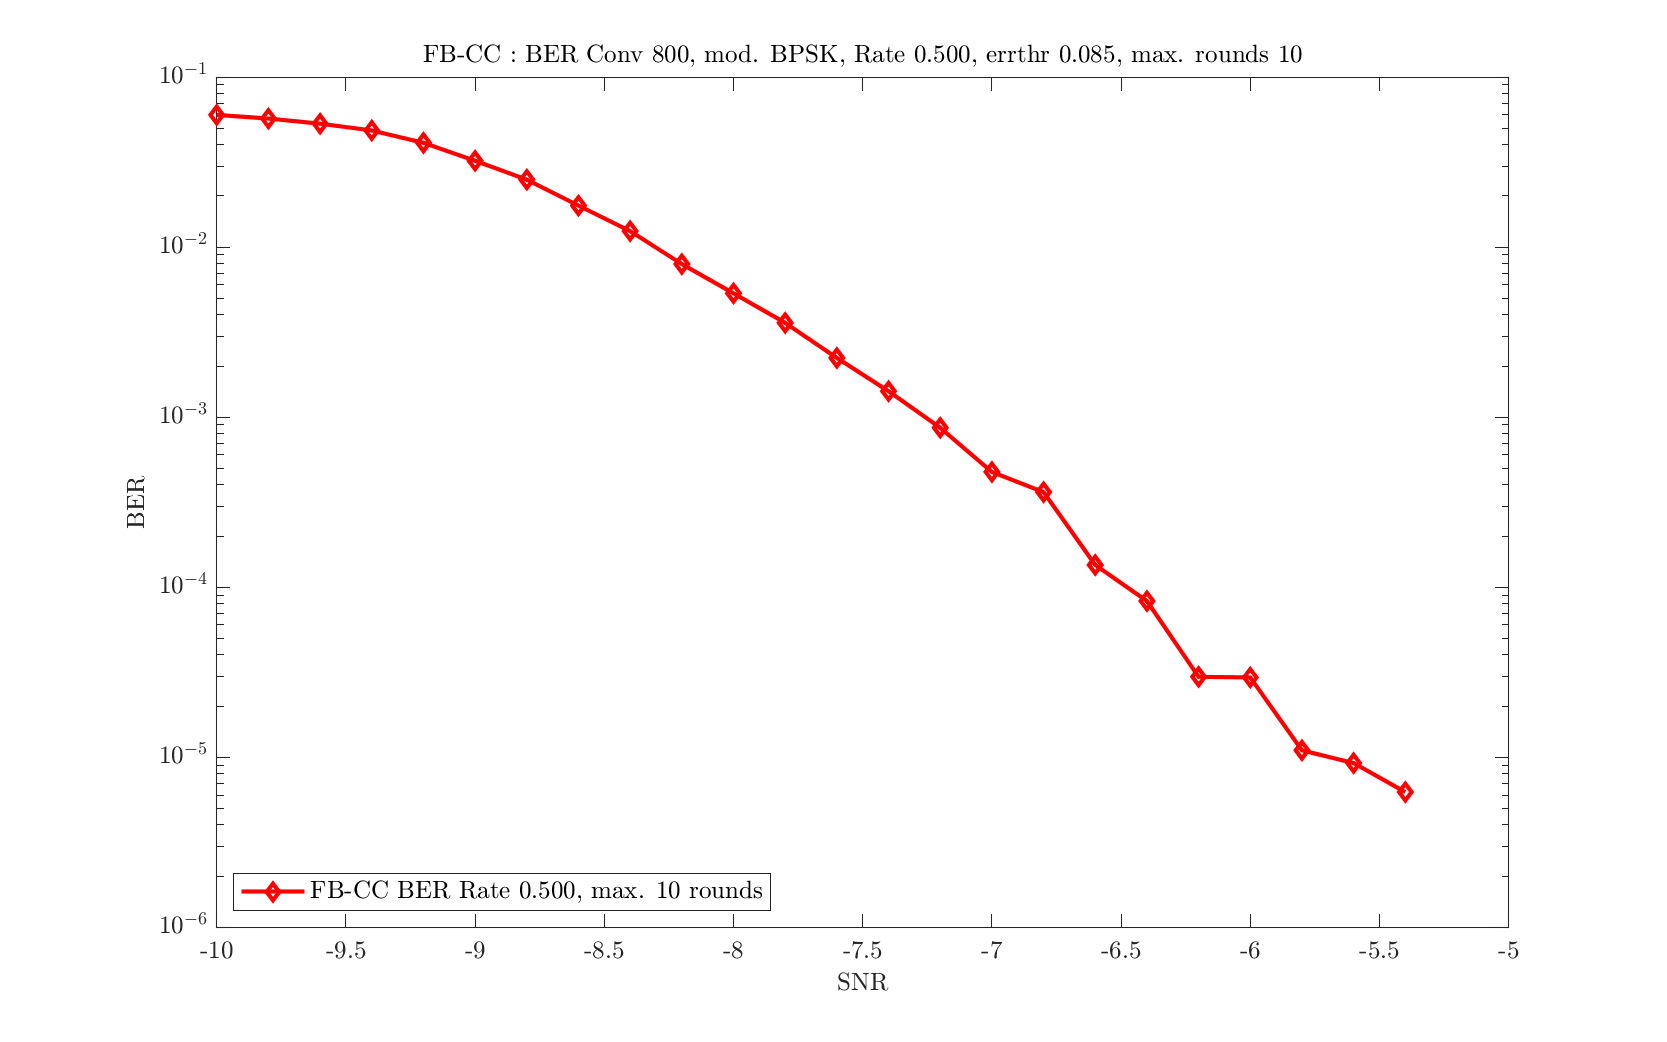 FB-CC : BER Conv 800, mod. BPSK, Rate 0.500, errthr 0.085, max. rounds 10
10⁻¹
10⁻²
10⁻³
10⁻⁴
10⁻⁵
10⁻⁶
BER
FB-CC BER Rate 0.500, max. 10 rounds
-10 -9.5 -9 -8.5 -8 -7.5 -7 -6.5 -6 -5.5 -5
SNR